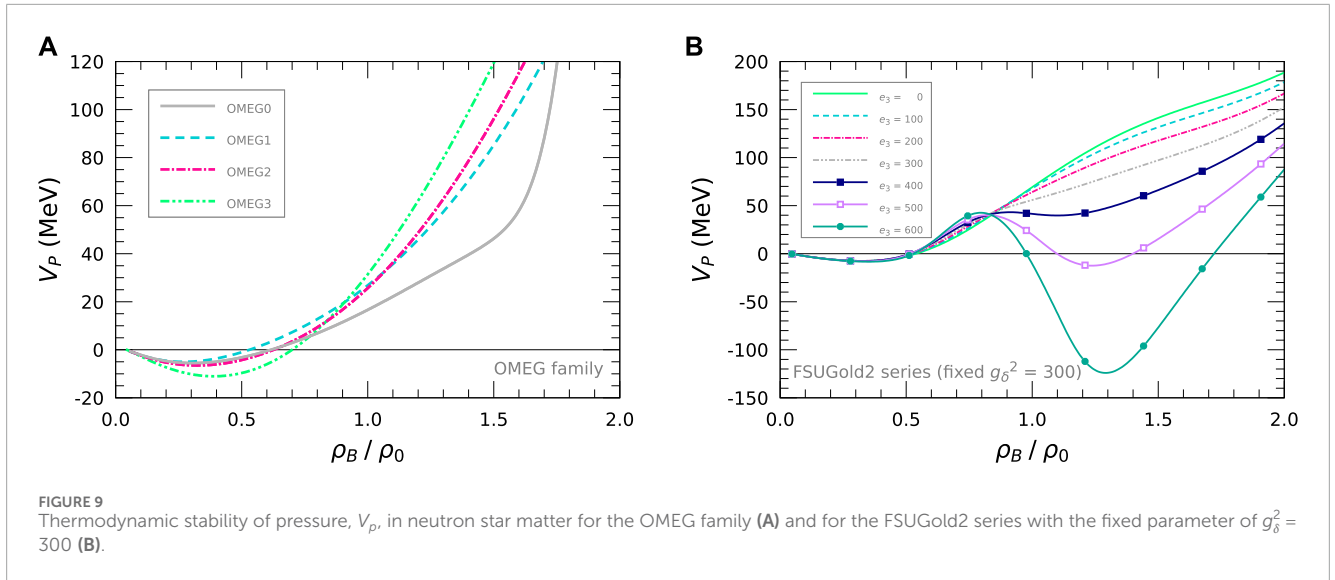 A
B
V_P (MeV)
120
100
80
60
40
20
0
-20
OMEG0
OMEG1
OMEG2
OMEG3
OMEG family
0.0 0.5 1.0 1.5 2.0
ρ_B / ρ_0
V_P (MeV)
200
150
100
50
0
-50
-100
-150
e_3 = 0
e_3 = 100
e_3 = 200
e_3 = 300
e_3 = 400
e_3 = 500
e_3 = 600
FSUGold2 series (fixed g_δ^2 = 300)
0.0 0.5 1.0 1.5 2.0
ρ_B / ρ_0
FIGURE 9
Thermodynamic stability of pressure, V_p, in neutron star matter for the OMEG family (A) and for the FSUGold2 series with the fixed parameter of g_δ^2 =
300 (B).